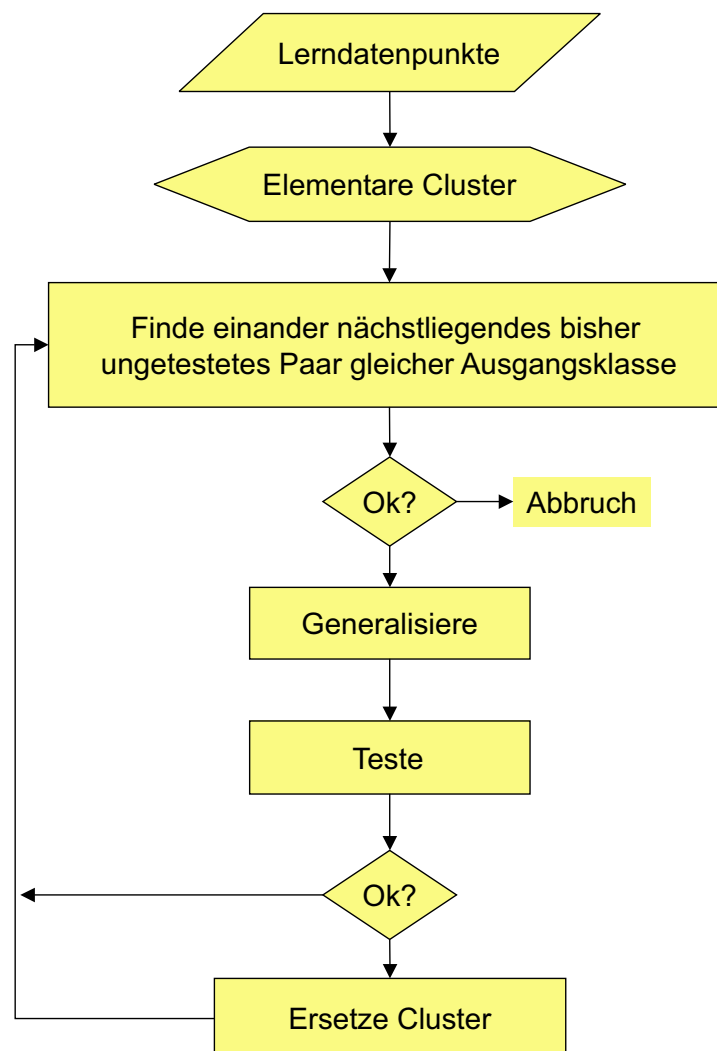 Lerndatenpunkte
Elementare Cluster
Finde einander nächstliegendes bisher
ungetestetes Paar gleicher Ausgangsklasse
Ok?
Abbruch
Generalisiere
Teste
Ok?
Ersetze Cluster